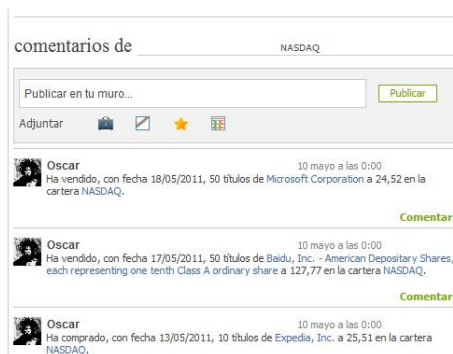 comentarios de NASDAQ
Publicar en tu muro... Publicar
Adjuntar
Oscar 10 mayo a las 0:00
Ha vendido, con fecha 18/05/2011, 50 títulos de Microsoft Corporation a 24,52 en la
cartera NASDAQ.
Comentar
Oscar 10 mayo a las 0:00
Ha vendido, con fecha 17/05/2011, 50 títulos de Baidu, Inc. - American Depositary Shares,
each representing one tenth Class A ordinary share a 127,77 en la cartera NASDAQ.
Comentar
Oscar 10 mayo a las 0:00
Ha comprado, con fecha 13/05/2011, 10 títulos de Expedia, Inc. a 25,51 en la cartera
NASDAQ.